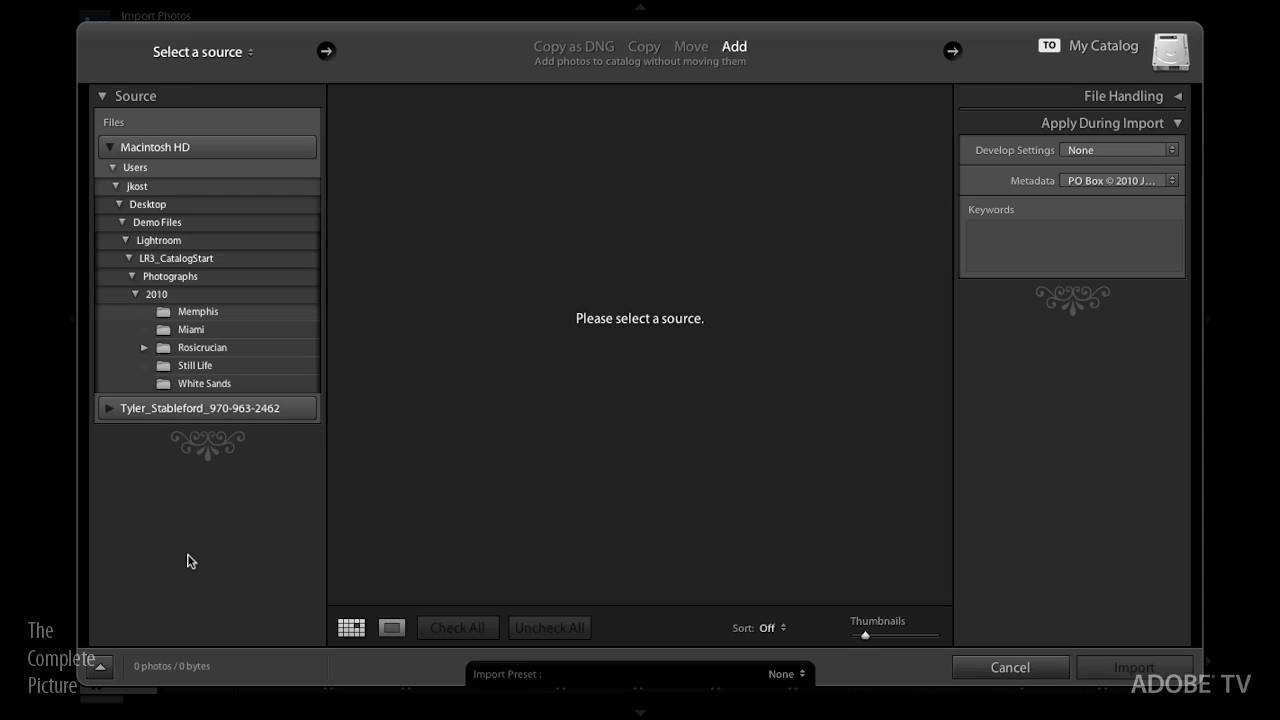 Import Photos
Select a source
Copy as DNG Copy Move Add
Add photos to catalog without moving them
TO My Catalog
Source
Files
Macintosh HD
Users
jkost
Desktop
Demo Files
Lightroom
LR3_CatalogStart
Photographs
2010
Memphis
Miami
Rosicrucian
Still Life
White Sands
Tyler_Stableford_970-963-2462
Please select a source.
File Handling
Apply During Import
Develop Settings None
Metadata PO Box © 2010 J...
Keywords
Check All Uncheck All
Sort: Off
Thumbnails
0 photos / 0 bytes
Import Preset : None
Cancel Import
The
Complete
Picture
ADOBE TV